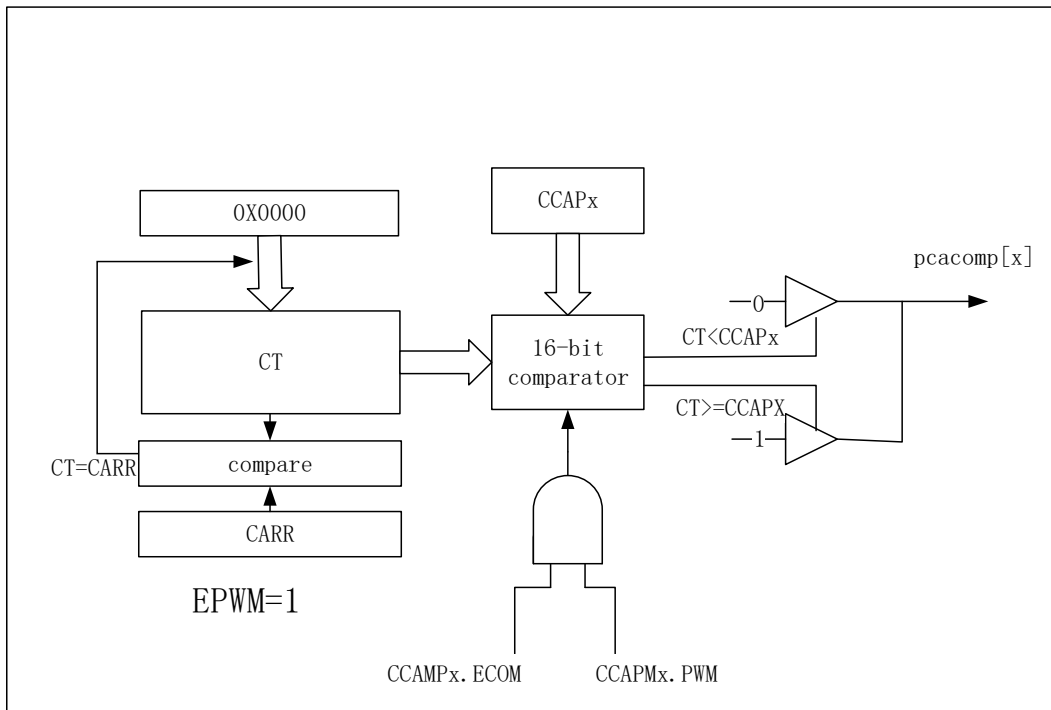 0X0000
CCAPx
pcacomp[x]
0
CT<CCAPx
CT
16-bit
comparator
CT>=CCAPX
1
CT=CARR
compare
CARR
EPWM=1
CCAMPx.ECOM
CCAPMx.PWM